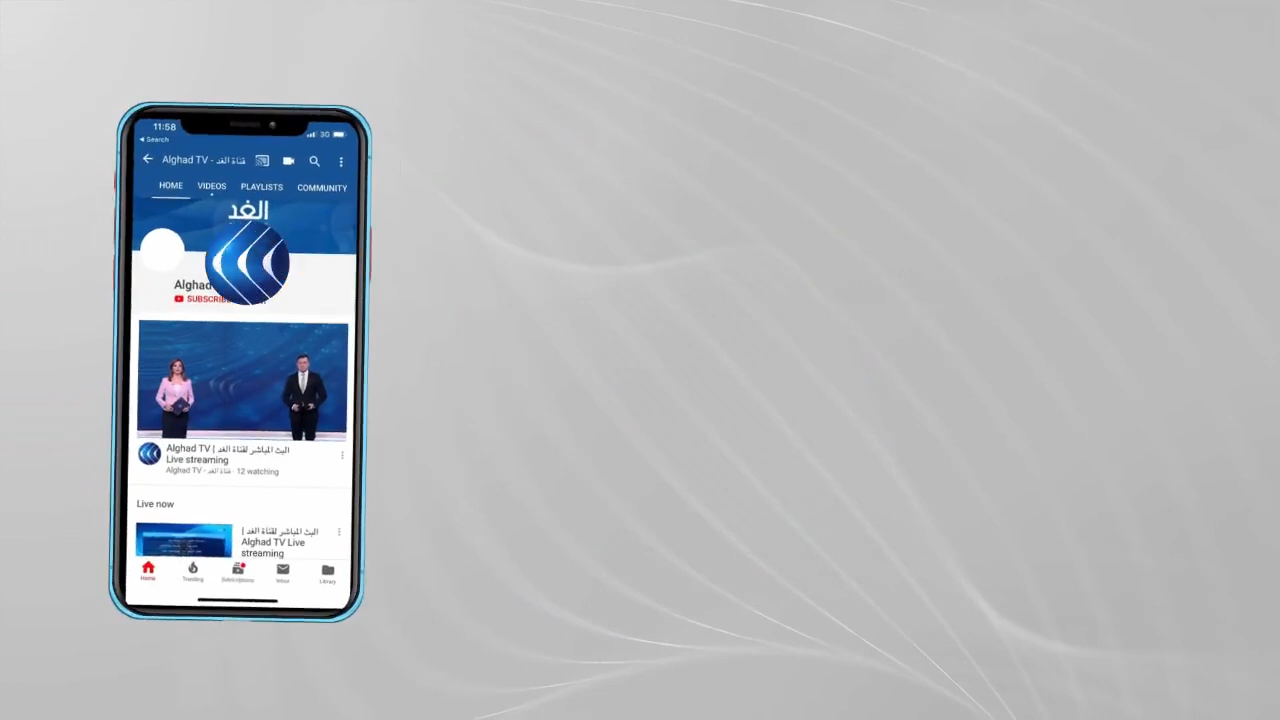 11:58
3G
Search
Alghad TV - قناة الغد
HOME VIDEOS PLAYLISTS COMMUNITY
الغد
Alghad
SUBSCRIBE
Alghad TV | البث المباشر لقناة الغد
Live streaming
Alghad TV - قناة الغد · 12 watching
Live now
البث المباشر لقناة الغد |
Alghad TV Live
streaming
Home Trending Subscriptions Inbox Library